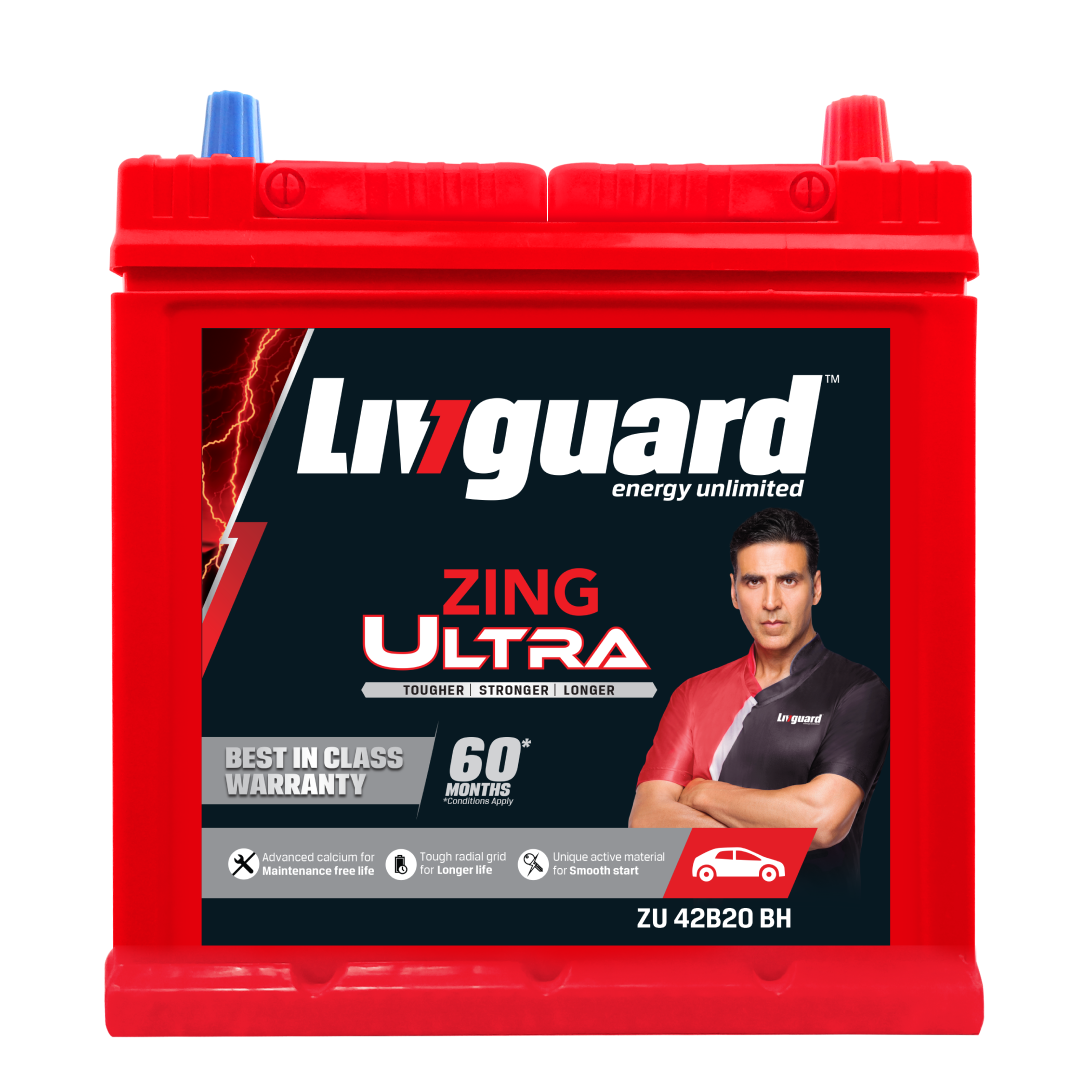 Livguard™
energy unlimited
ZING
ULTRA
TOUGHER | STRONGER | LONGER
Livguard
BEST IN CLASS
WARRANTY
60*
MONTHS
*Conditions Apply
Advanced calcium for
Maintenance free life
Tough radial grid
for Longer life
Unique active material
for Smooth start
ZU 42B20 BH